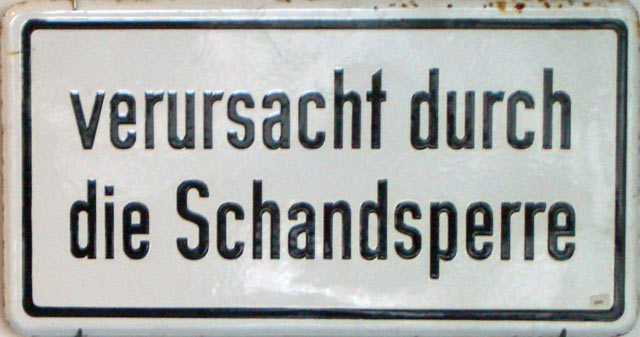 verursacht durch
die Schandsperre